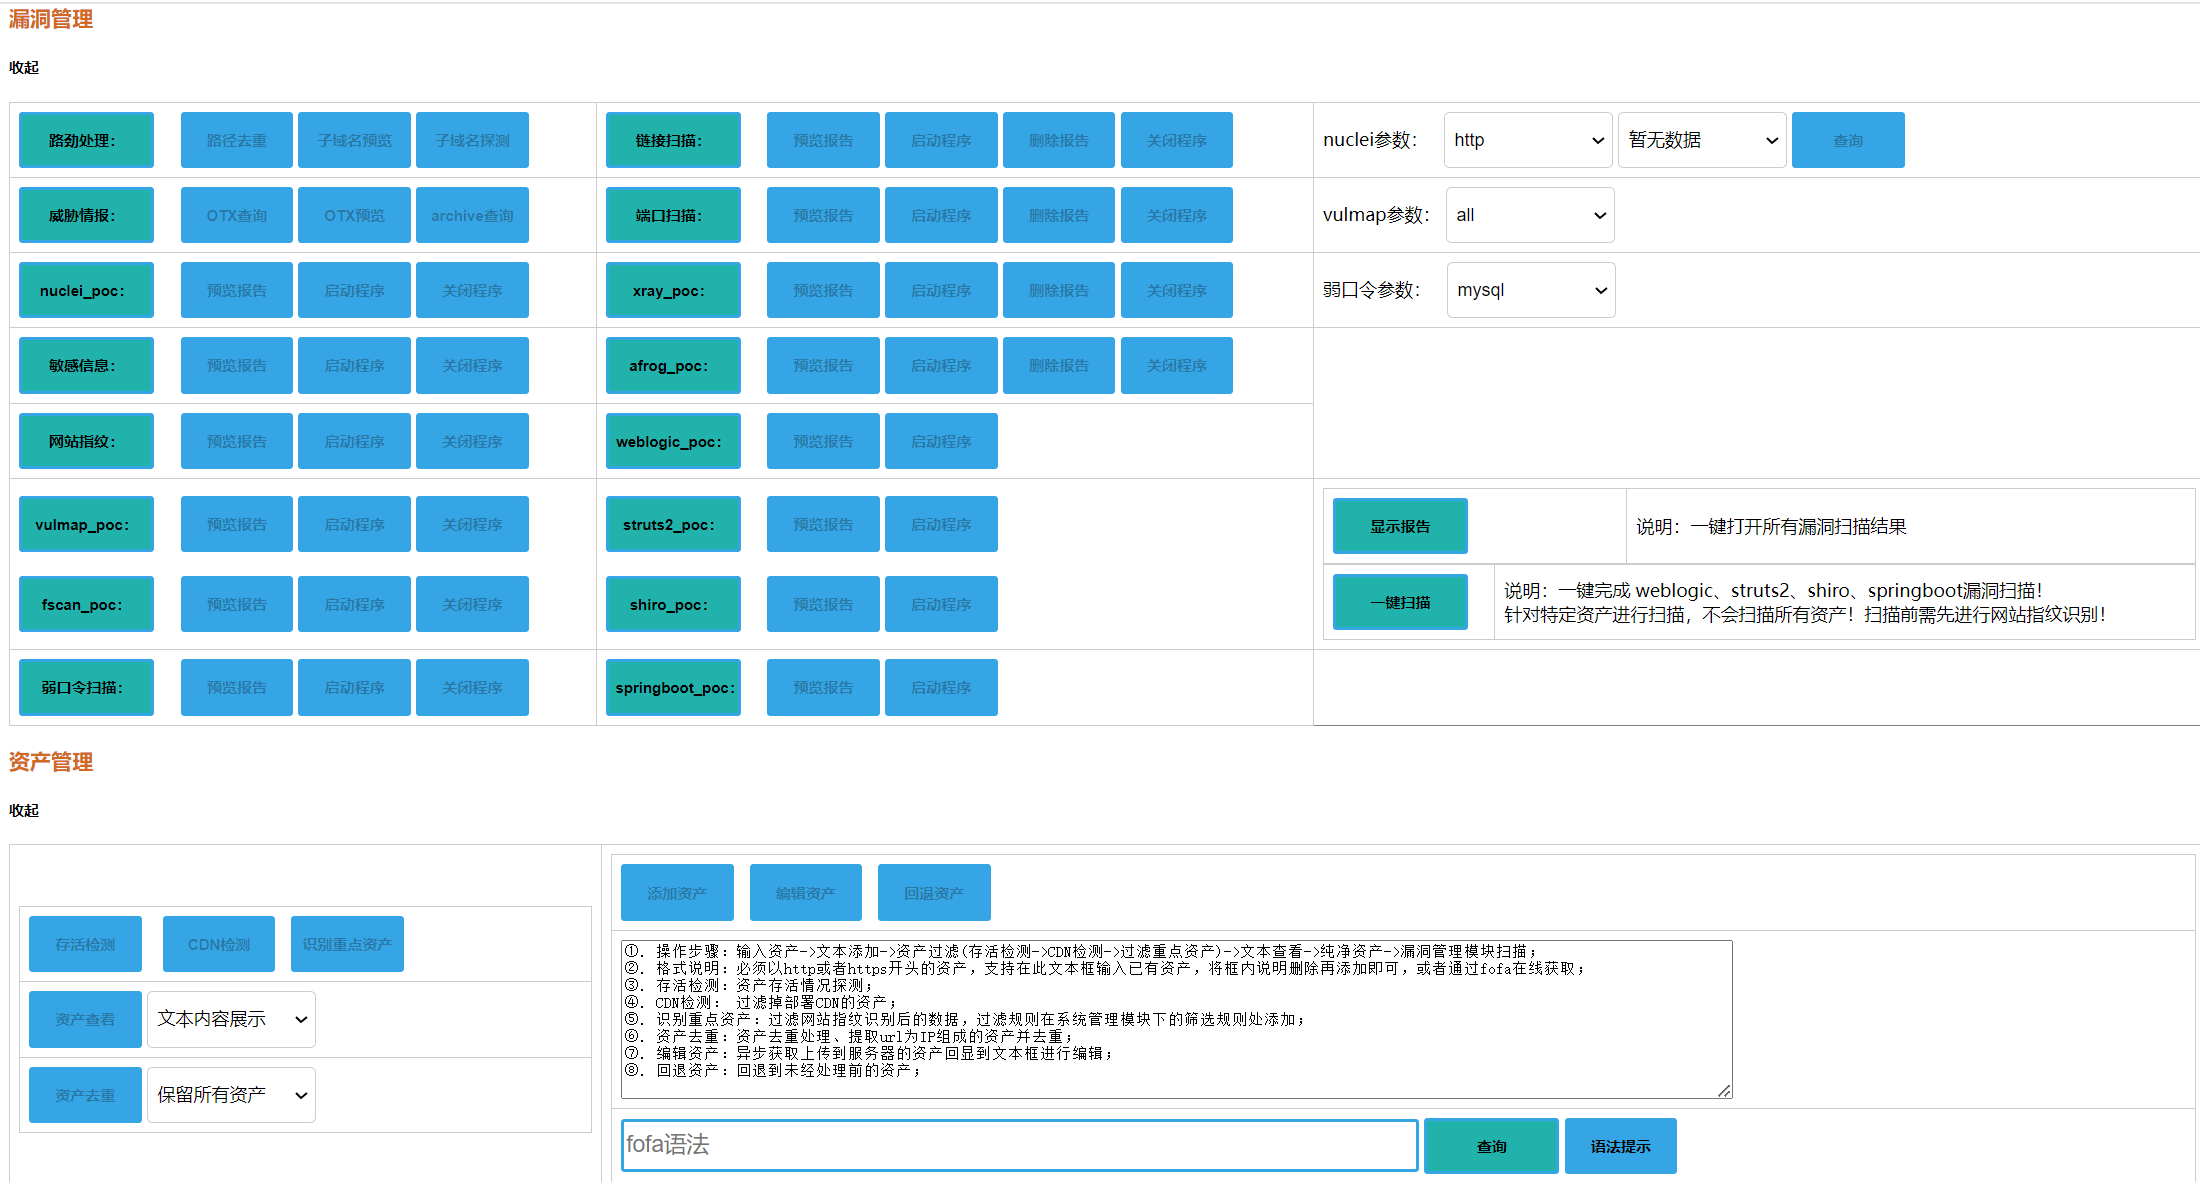 漏洞管理
收起
路劲处理： 路径去重 子域名预览 子域名探测 链接扫描： 预览报告 启动程序 删除报告 关闭程序 nuclei参数： http 暂无数据 查询
威胁情报： OTX查询 OTX预览 archive查询 端口扫描： 预览报告 启动程序 删除报告 关闭程序 vulmap参数： all
nuclei_poc： 预览报告 启动程序 关闭程序 xray_poc： 预览报告 启动程序 删除报告 关闭程序 弱口令参数： mysql
敏感信息： 预览报告 启动程序 关闭程序 afrog_poc： 预览报告 启动程序 删除报告 关闭程序
网站指纹： 预览报告 启动程序 关闭程序 weblogic_poc： 预览报告 启动程序
vulmap_poc： 预览报告 启动程序 关闭程序 struts2_poc： 预览报告 启动程序 显示报告 说明：一键打开所有漏洞扫描结果
fscan_poc： 预览报告 启动程序 关闭程序 shiro_poc： 预览报告 启动程序 一键扫描 说明：一键完成 weblogic、struts2、shiro、springboot漏洞扫描！
针对特定资产进行扫描，不会扫描所有资产！扫描前需先进行网站指纹识别！
弱口令扫描： 预览报告 启动程序 关闭程序 springboot_poc： 预览报告 启动程序
资产管理
收起
存活检测 CDN检测 识别重点资产
资产查看 文本内容展示
资产去重 保留所有资产
添加资产 编辑资产 回退资产
①. 操作步骤：输入资产->文本添加->资产过滤(存活检测->CDN检测->过滤重点资产)->文本查看->纯净资产->漏洞管理模块扫描；
②. 格式说明：必须以http或者https开头的资产，支持在此文本框输入已有资产，将框内说明删除再添加即可，或者通过fofa在线获取；
③. 存活检测：资产存活情况探测；
④. CDN检测： 过滤掉部署CDN的资产；
⑤. 识别重点资产：过滤网站指纹识别后的数据，过滤规则在系统管理模块下的筛选规则处添加；
⑥. 资产去重：资产去重处理、提取url为IP组成的资产并去重；
⑦. 编辑资产：异步获取上传到服务器的资产回显到文本框进行编辑；
⑧. 回退资产：回退到未经处理前的资产；
fofa语法 查询 语法提示